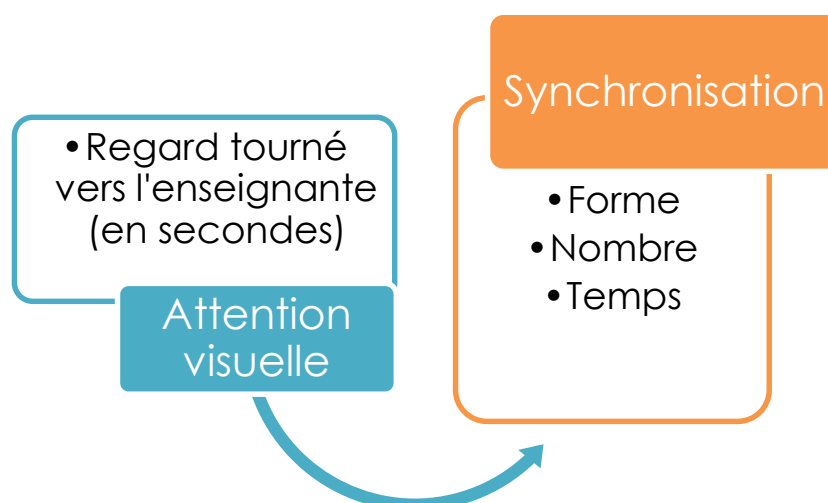 •Regard tourné
vers l'enseignante
(en secondes)
Attention
visuelle
Synchronisation
•Forme
•Nombre
•Temps